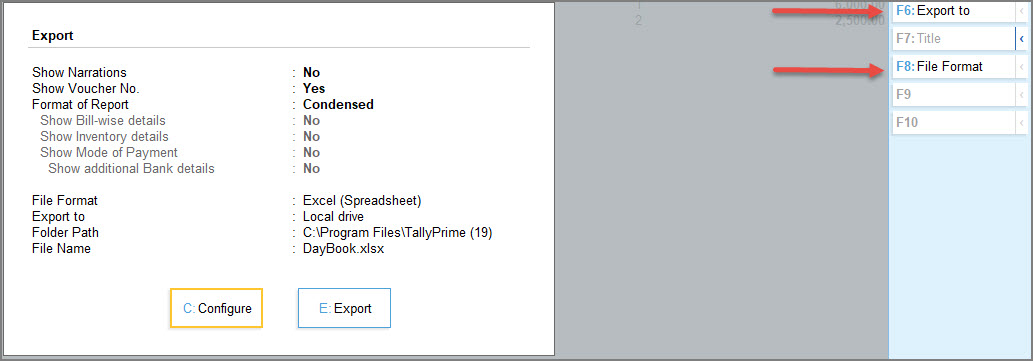 Export
Show Narrations : No
Show Voucher No. : Yes
Format of Report : Condensed
Show Bill-wise details : No
Show Inventory details : No
Show Mode of Payment : No
Show additional Bank details : No
File Format : Excel (Spreadsheet)
Export to : Local drive
Folder Path : C:\Program Files\TallyPrime (19)
File Name : DayBook.xlsx
C: Configure
E: Export
1 6,000.00
2 2,500.00
F6: Export to
F7: Title
F8: File Format
F9
F10